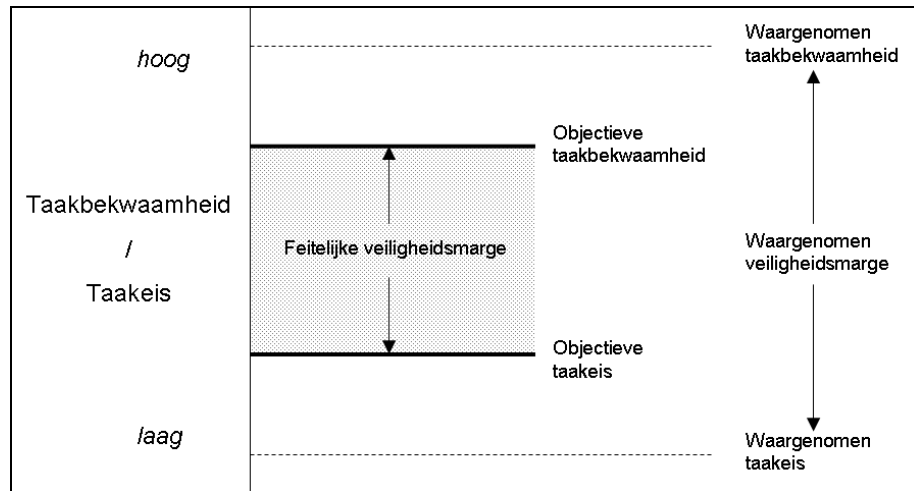 hoog
Taakbekwaamheid
/
Taakeis
laag
Feitelijke veiligheidsmarge
Objectieve
taakbekwaamheid
Objectieve
taakeis
Waargenomen
taakbekwaamheid
Waargenomen
veiligheidsmarge
Waargenomen
taakeis